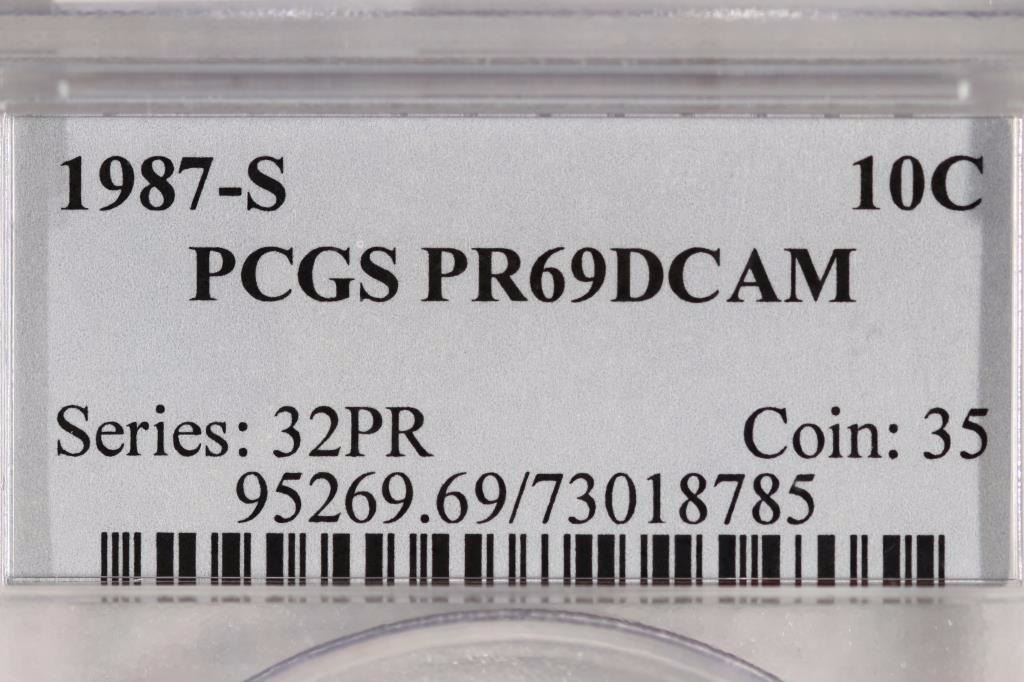 1987-S 10C
PCGS PR69DCAM
Series: 32PR Coin: 35
95269.69/73018785